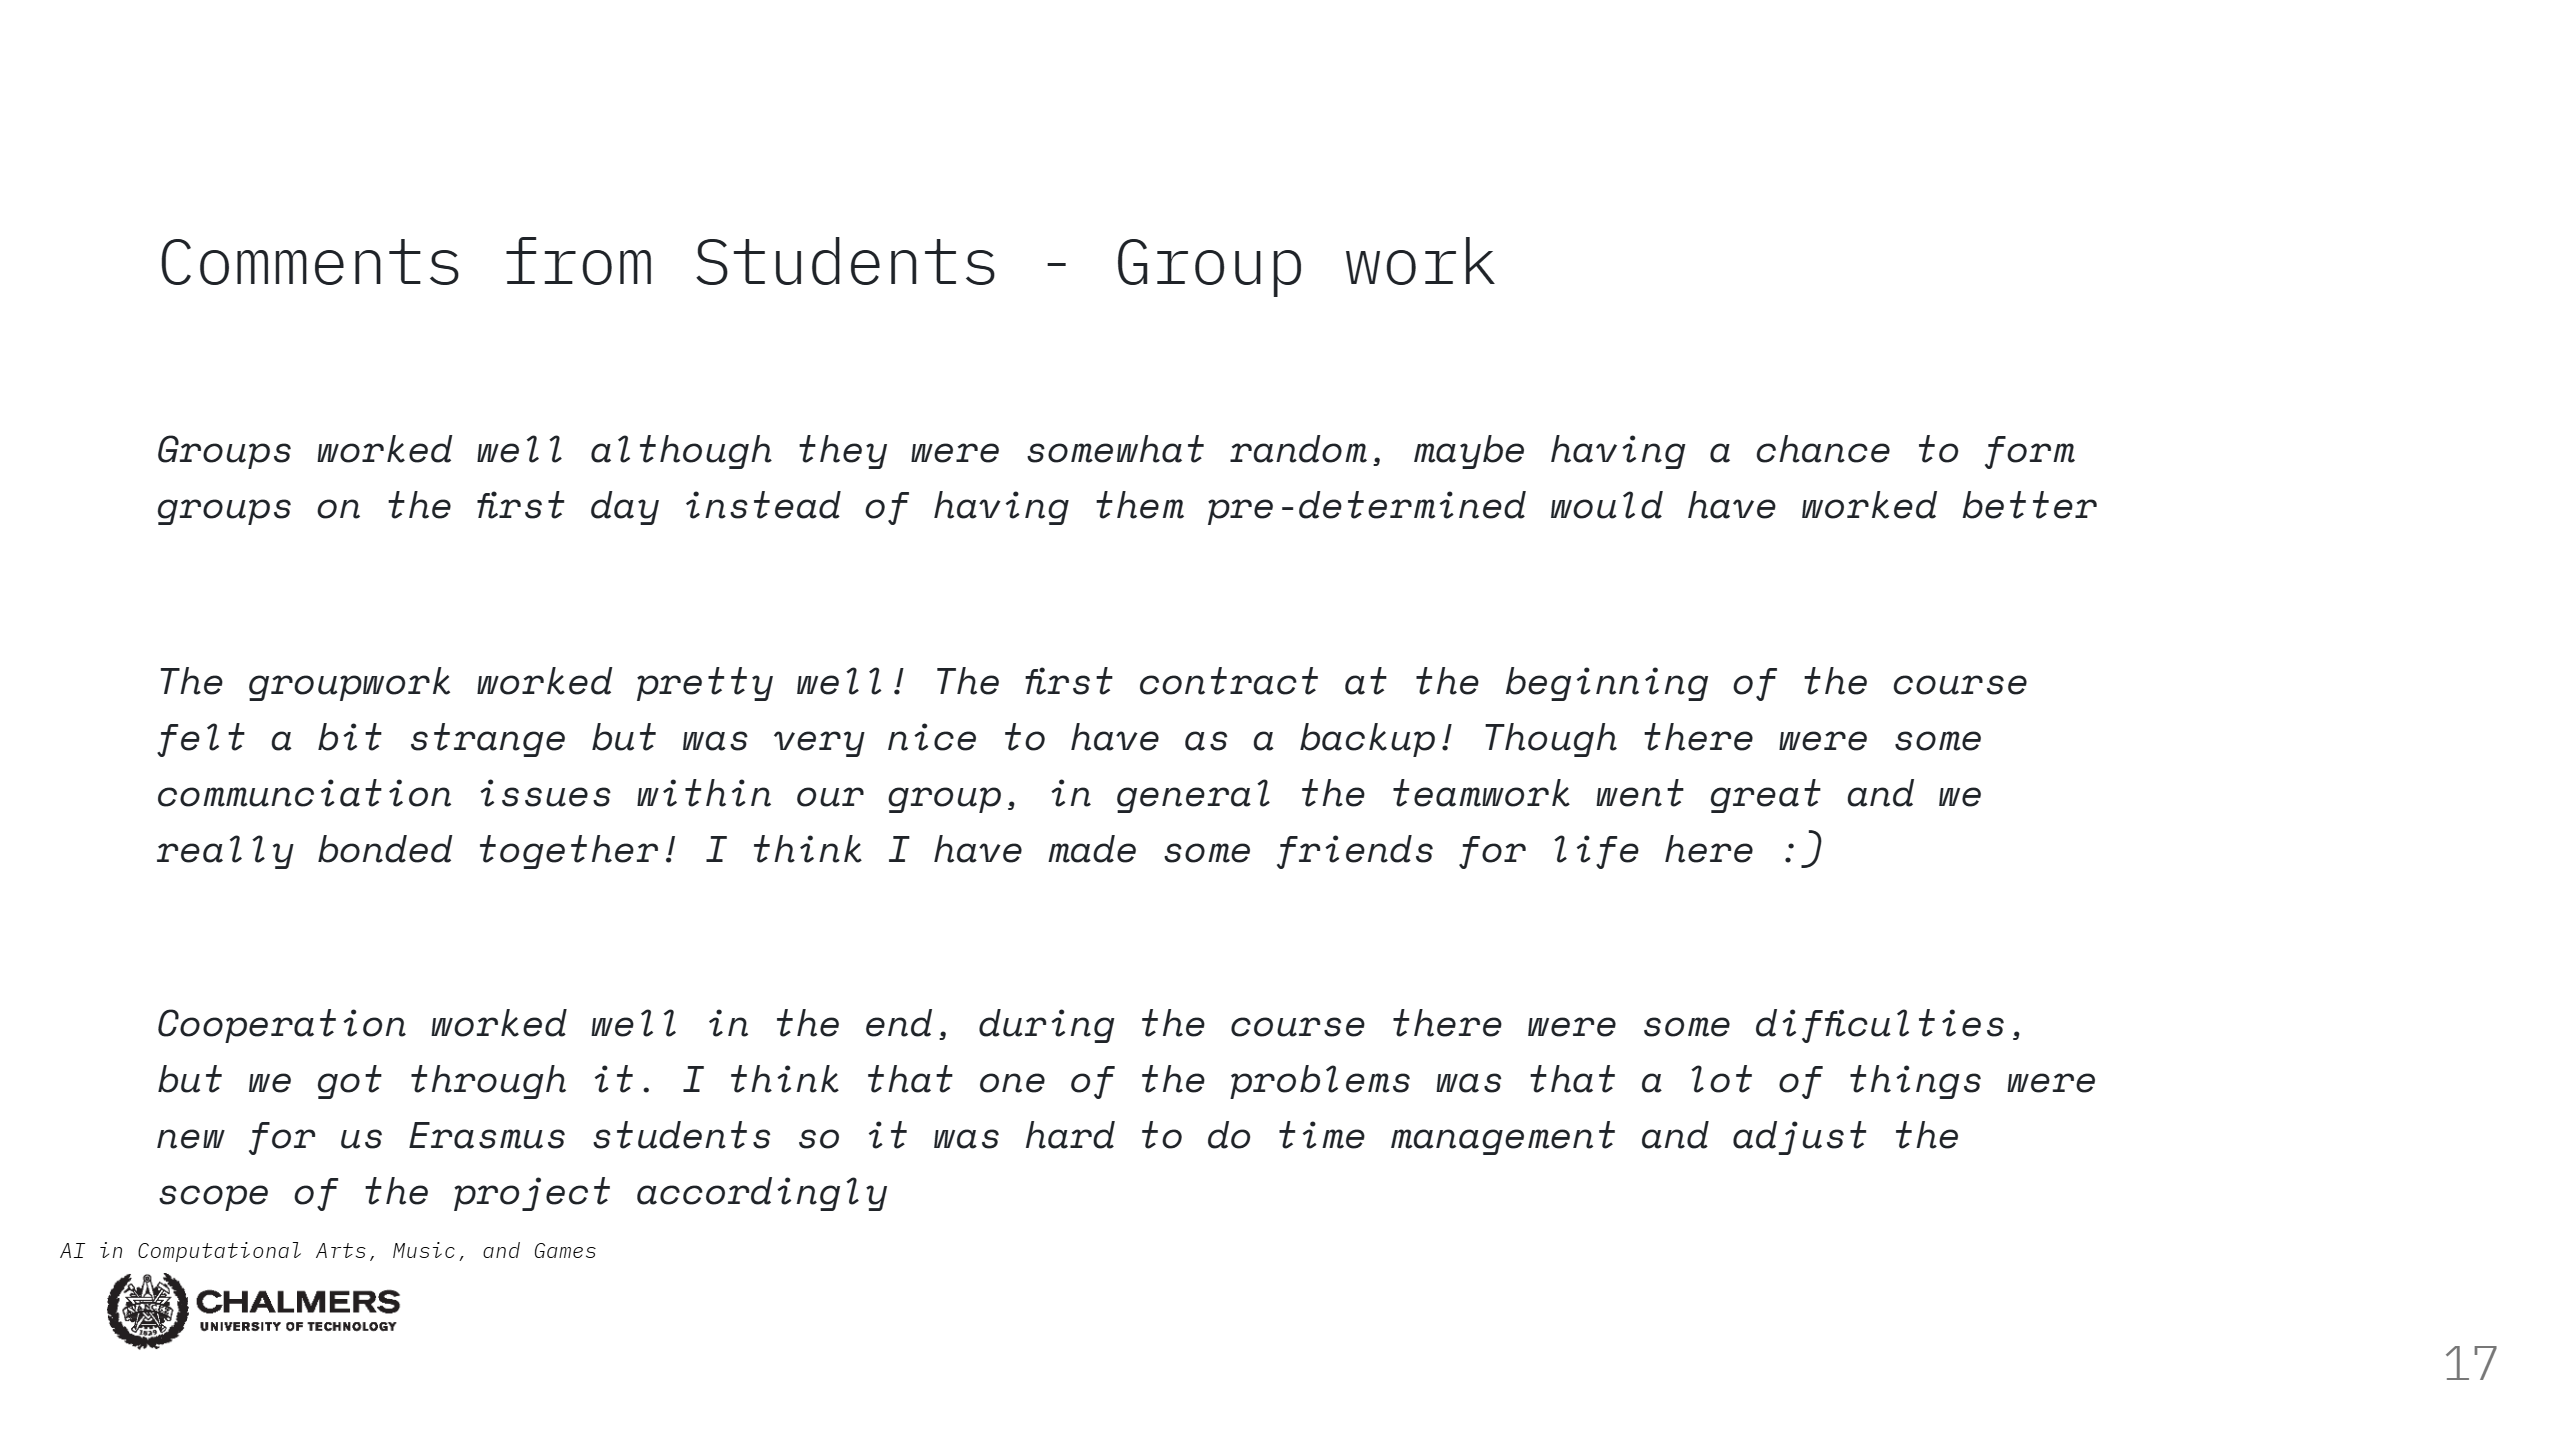 Comments from Students - Group work
Groups worked well although they were somewhat random, maybe having a chance to form
groups on the first day instead of having them pre-determined would have worked better
The groupwork worked pretty well! The first contract at the beginning of the course
felt a bit strange but was very nice to have as a backup! Though there were some
communciation issues within our group, in general the teamwork went great and we
really bonded together! I think I have made some friends for life here :)
Cooperation worked well in the end, during the course there were some difficulties,
but we got through it. I think that one of the problems was that a lot of things were
new for us Erasmus students so it was hard to do time management and adjust the
scope of the project accordingly
AI in Computational Arts, Music, and Games
AVANCEZ
1829
CHALMERS
UNIVERSITY OF TECHNOLOGY
17